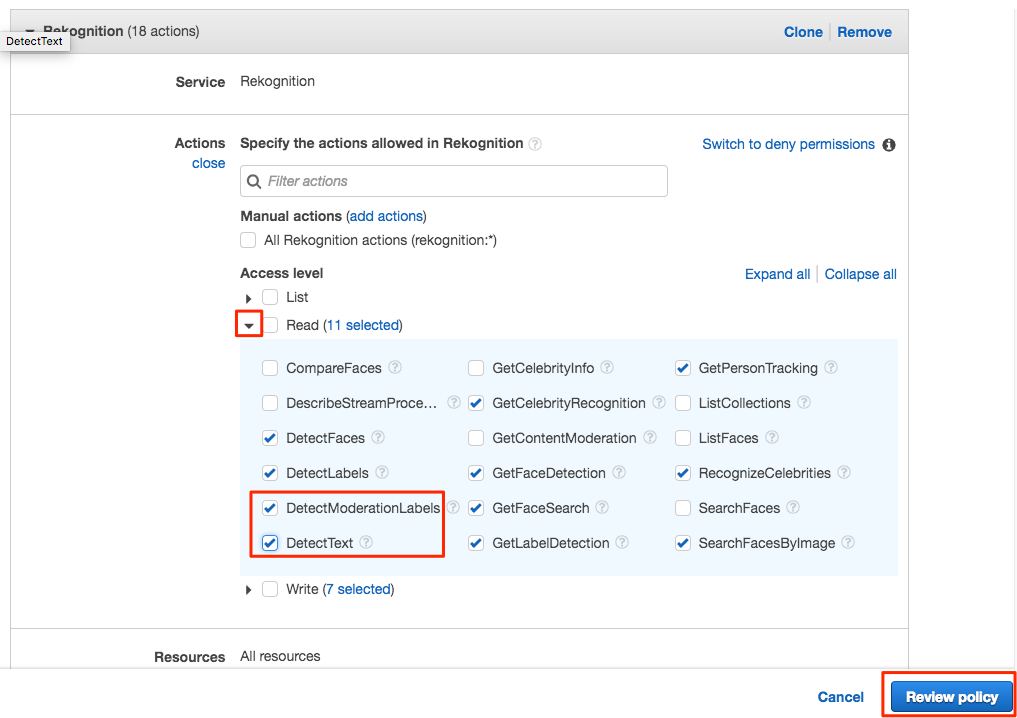 Rekognition (18 actions) Clone Remove
DetectText
Service Rekognition
Actions Specify the actions allowed in Rekognition ? Switch to deny permissions i
close
Filter actions
Manual actions (add actions)
All Rekognition actions (rekognition:*)
Access level Expand all Collapse all
List
Read (11 selected)
CompareFaces ? GetCelebrityInfo ? GetPersonTracking ?
DescribeStreamProce... ? GetCelebrityRecognition ? ListCollections ?
DetectFaces ? GetContentModeration ? ListFaces ?
DetectLabels ? GetFaceDetection ? RecognizeCelebrities ?
DetectModerationLabels ? GetFaceSearch ? SearchFaces ?
DetectText ? GetLabelDetection ? SearchFacesByImage ?
Write (7 selected)
Resources All resources
Cancel Review policy